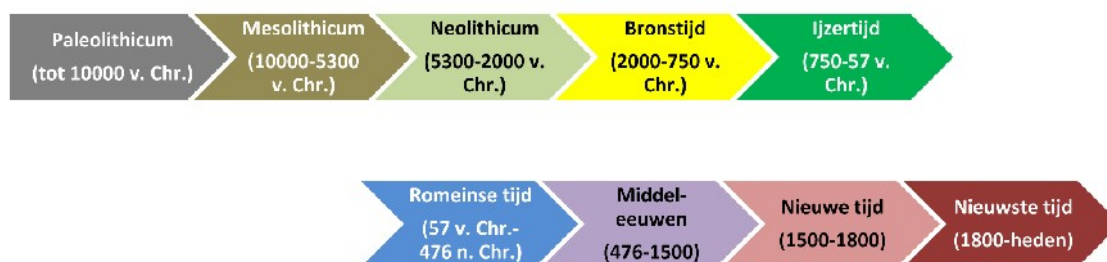 Paleolithicum
(tot 10000 v. Chr.)
Mesolithicum
(10000-5300
v. Chr.)
Neolithicum
(5300-2000 v.
Chr.)
Bronstijd
(2000-750 v.
Chr.)
Ijzertijd
(750-57 v.
Chr.)
Romeinse tijd
(57 v. Chr.-
476 n. Chr.)
Middel-
eeuwen
(476-1500)
Nieuwe tijd
(1500-1800)
Nieuwste tijd
(1800-heden)